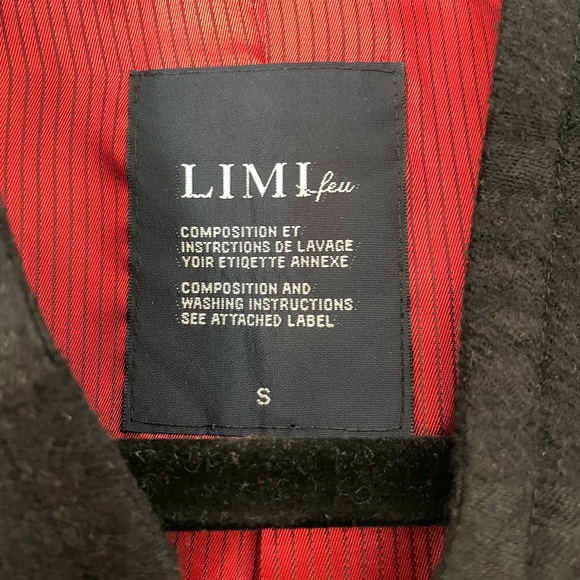 LIMI feu
COMPOSITION ET
INSTRCTIONS DE LAVAGE
YOIR ETIQETTE ANNEXE
COMPOSITION AND
WASHING INSTRUCTIONS
SEE ATTACHED LABEL
S